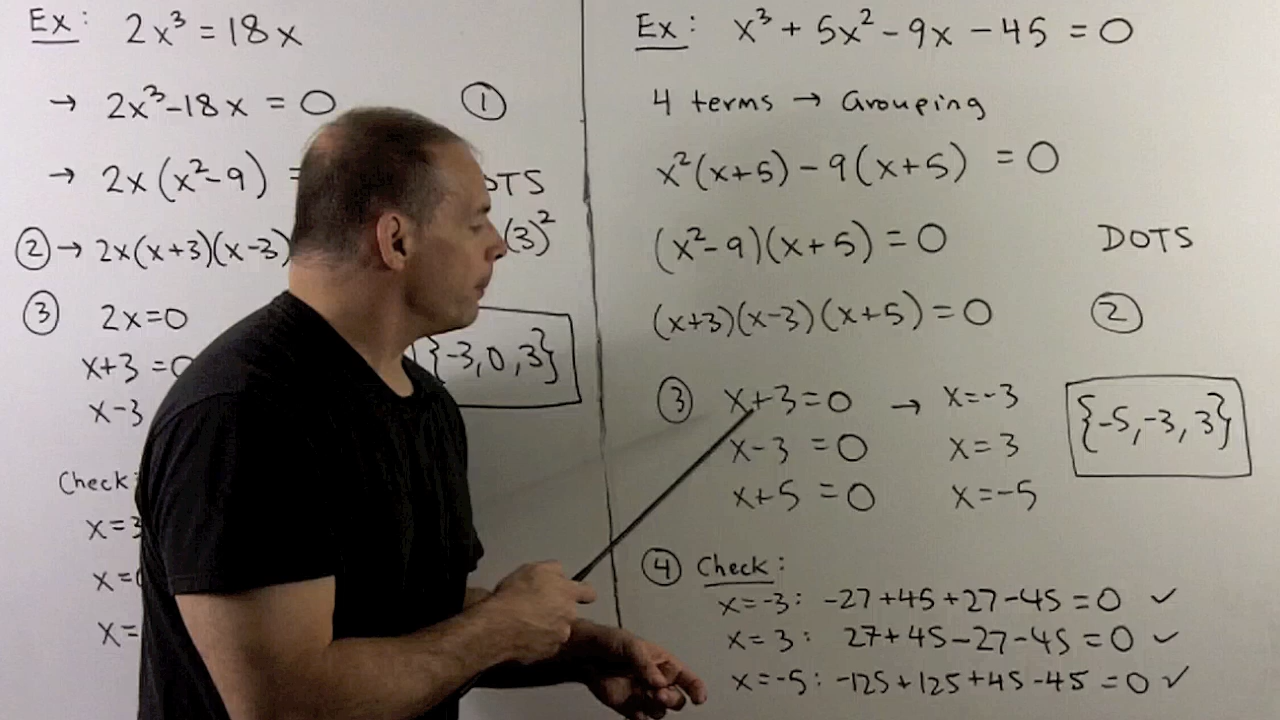 Ex: 2x³ = 18x
→ 2x³-18x = 0 ①
→ 2x(x²-9) =
② → 2x(x+3)(x-3) (3)²
③ 2x=0
x+3 =0
x-3
{-3, 0, 3}
Check:
x=3
x=
x=
Ex: x³ + 5x² - 9x - 45 = 0
4 terms → Grouping
x²(x+5) - 9(x+5) = 0
(x²-9)(x+5) = 0 DOTS
(x+3)(x-3)(x+5) = 0 ②
③ x+3=0 → x=-3
x-3 =0 x=3
x+5 =0 x=-5
{-5, -3, 3}
④ Check:
x=-3: -27+45+27-45 = 0 ✓
x=3: 27+45-27-45 = 0 ✓
x=-5: -125+125+45-45 = 0 ✓